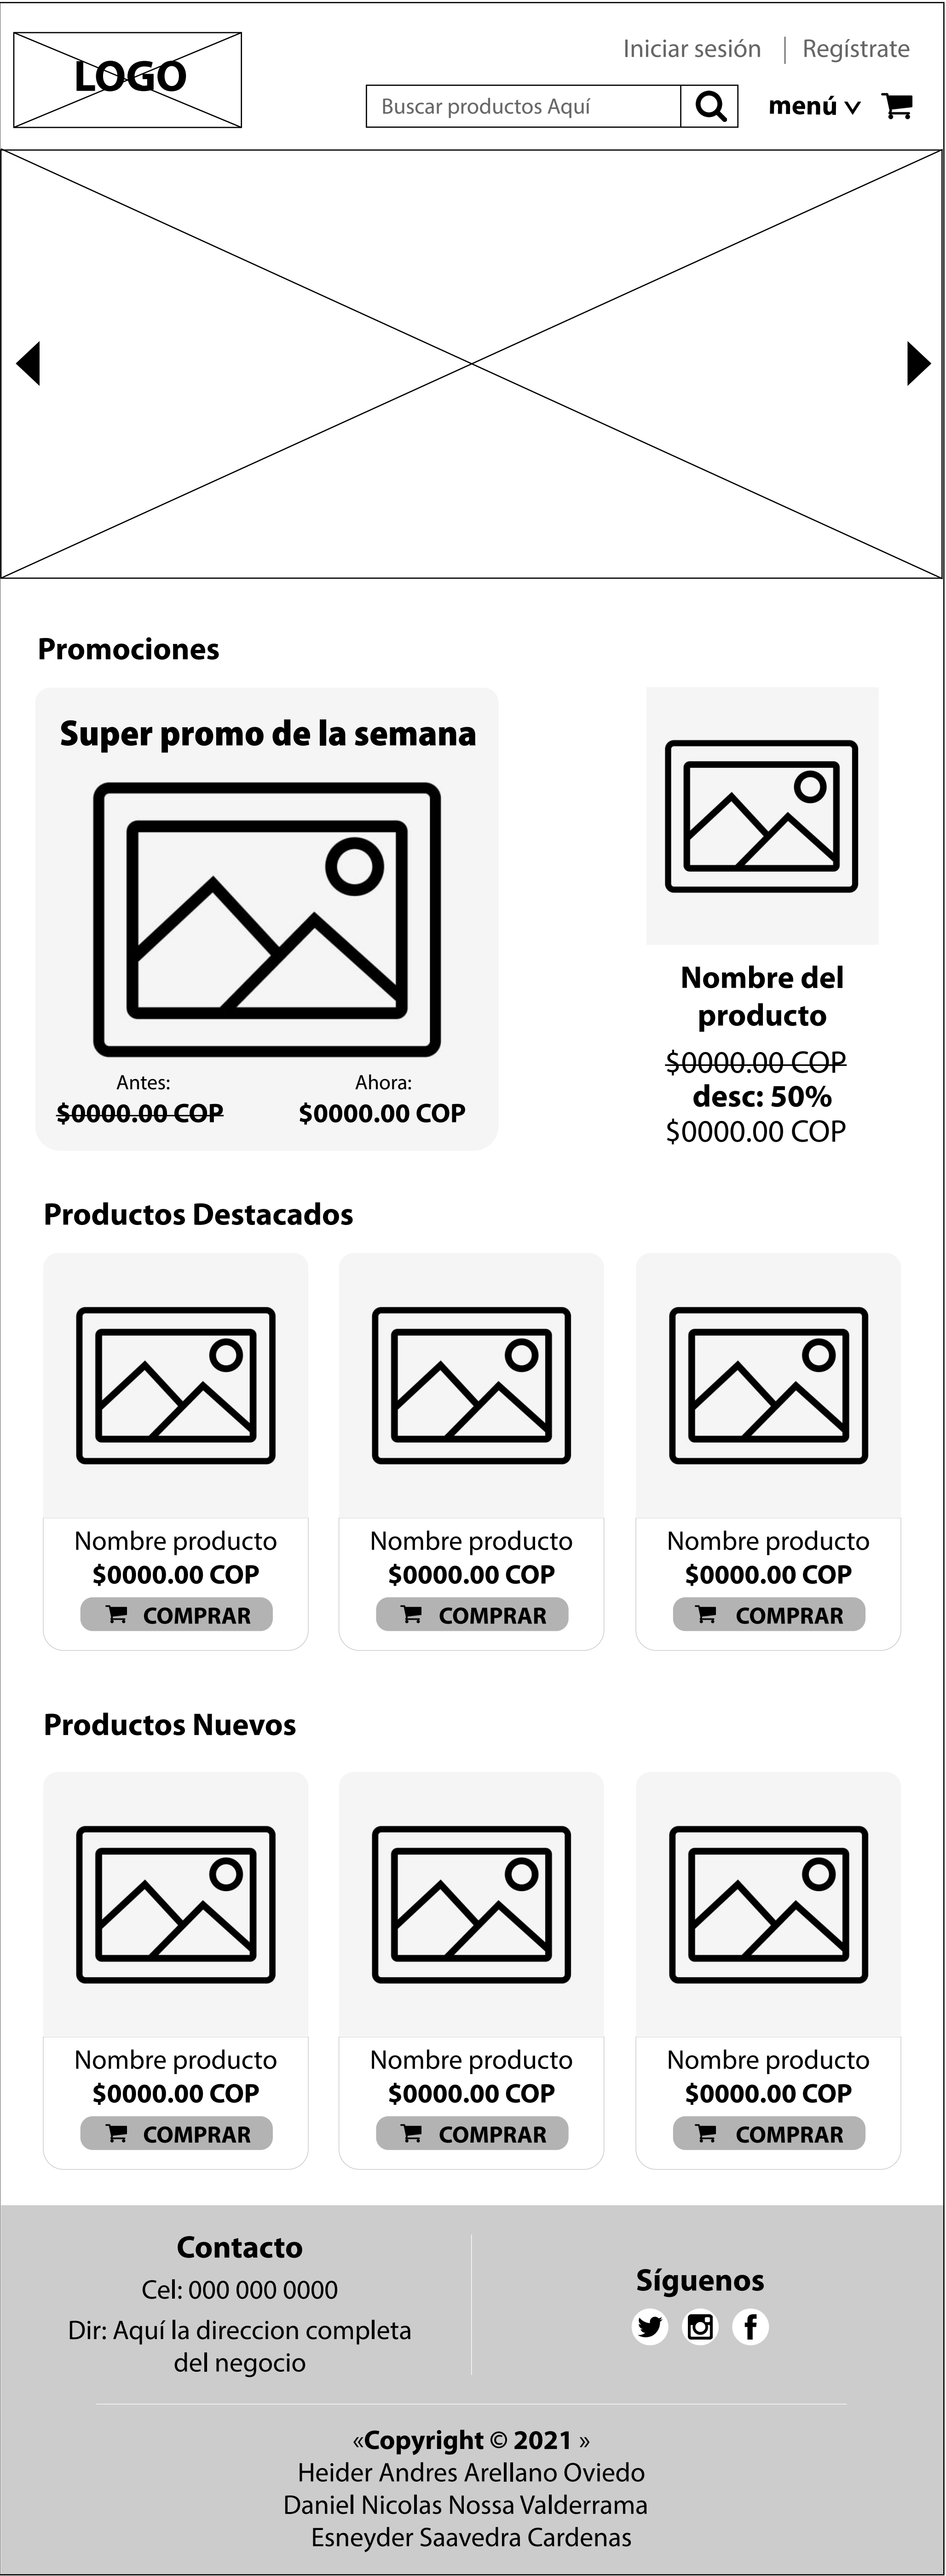 LOGO
Iniciar sesión | Regístrate
Buscar productos Aquí
menú
Promociones
Super promo de la semana
Antes:
$0000.00 COP
Ahora:
$0000.00 COP
Nombre del
producto
$0000.00 COP
desc: 50%
$0000.00 COP
Productos Destacados
Nombre producto
$0000.00 COP
COMPRAR
Nombre producto
$0000.00 COP
COMPRAR
Nombre producto
$0000.00 COP
COMPRAR
Productos Nuevos
Nombre producto
$0000.00 COP
COMPRAR
Nombre producto
$0000.00 COP
COMPRAR
Nombre producto
$0000.00 COP
COMPRAR
Contacto
Cel: 000 000 0000
Dir: Aquí la direccion completa
del negocio
Síguenos
«Copyright © 2021 »
Heider Andres Arellano Oviedo
Daniel Nicolas Nossa Valderrama
Esneyder Saavedra Cardenas